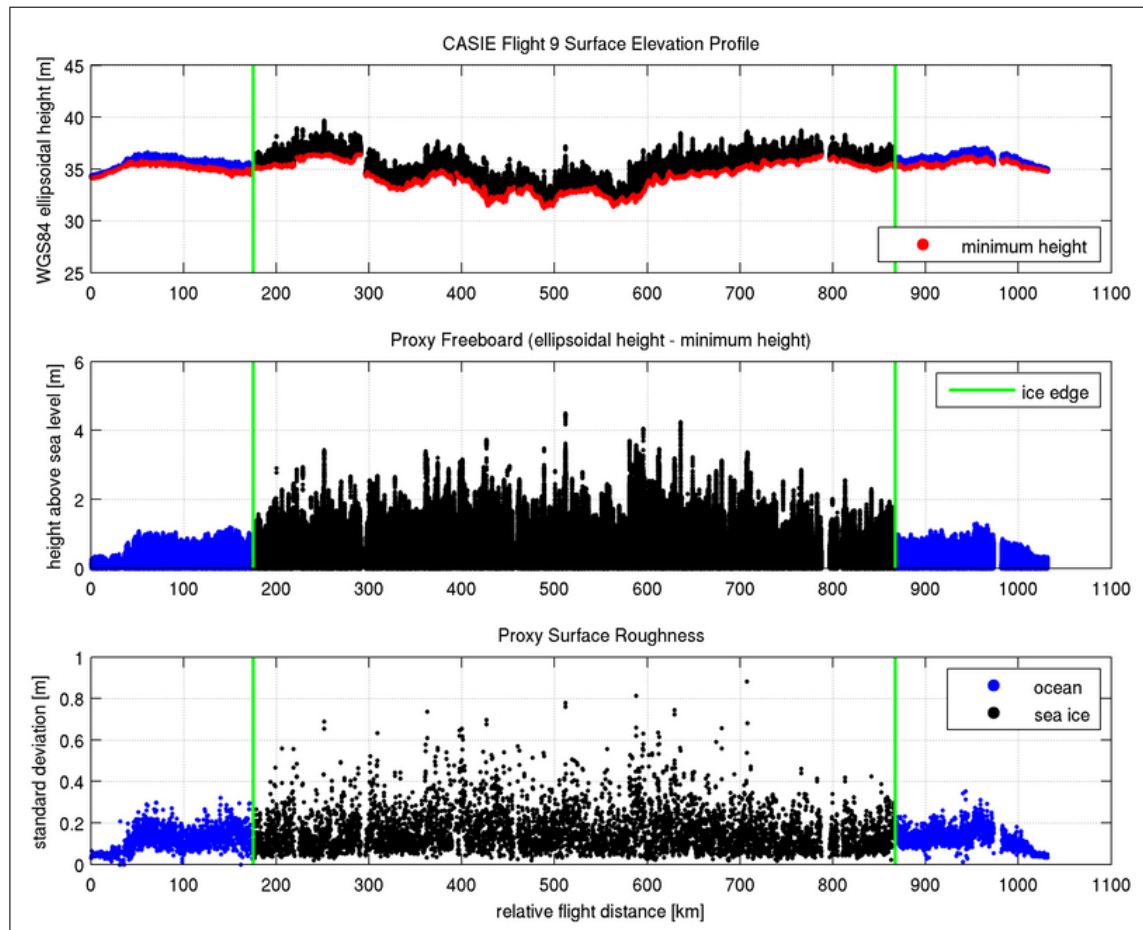 CASIE Flight 9 Surface Elevation Profile
WGS84 ellipsoidal height [m]
45
40
35
30
25
minimum height
0 100 200 300 400 500 600 700 800 900 1000 1100
Proxy Freeboard (ellipsoidal height - minimum height)
height above sea level [m]
6
4
2
0
ice edge
0 100 200 300 400 500 600 700 800 900 1000 1100
Proxy Surface Roughness
standard deviation [m]
1
0.8
0.6
0.4
0.2
0
ocean
sea ice
0 100 200 300 400 500 600 700 800 900 1000 1100
relative flight distance [km]